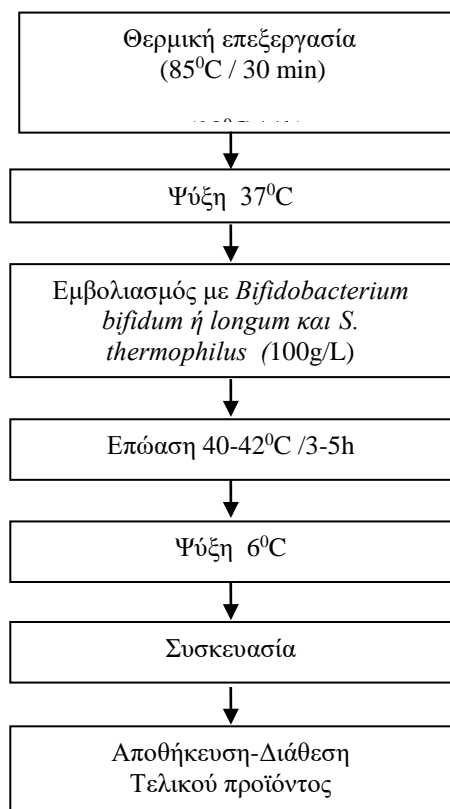 Θερμική επεξεργασία
(85⁰C / 30 min)
Ψύξη 37⁰C
Εμβολιασμός με Bifidobacterium
bifidum ή longum και S.
thermophilus (100g/L)
Επώαση 40-42⁰C /3-5h
Ψύξη 6⁰C
Συσκευασία
Αποθήκευση-Διάθεση
Τελικού προϊόντος